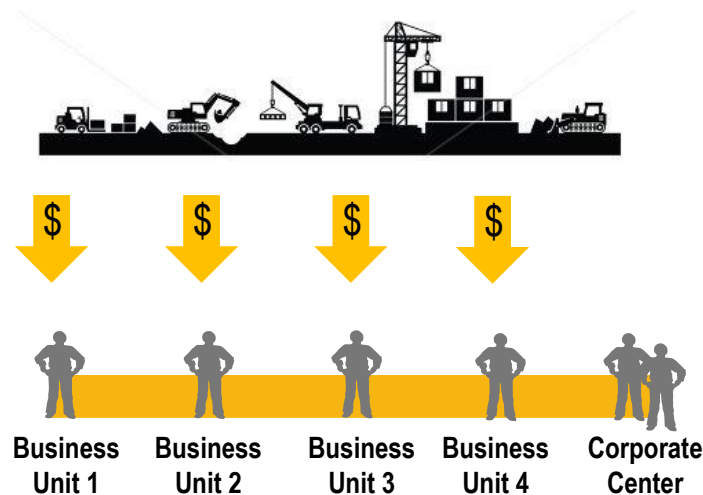 $ $ $ $
Business Business Business Business Corporate
Unit 1 Unit 2 Unit 3 Unit 4 Center